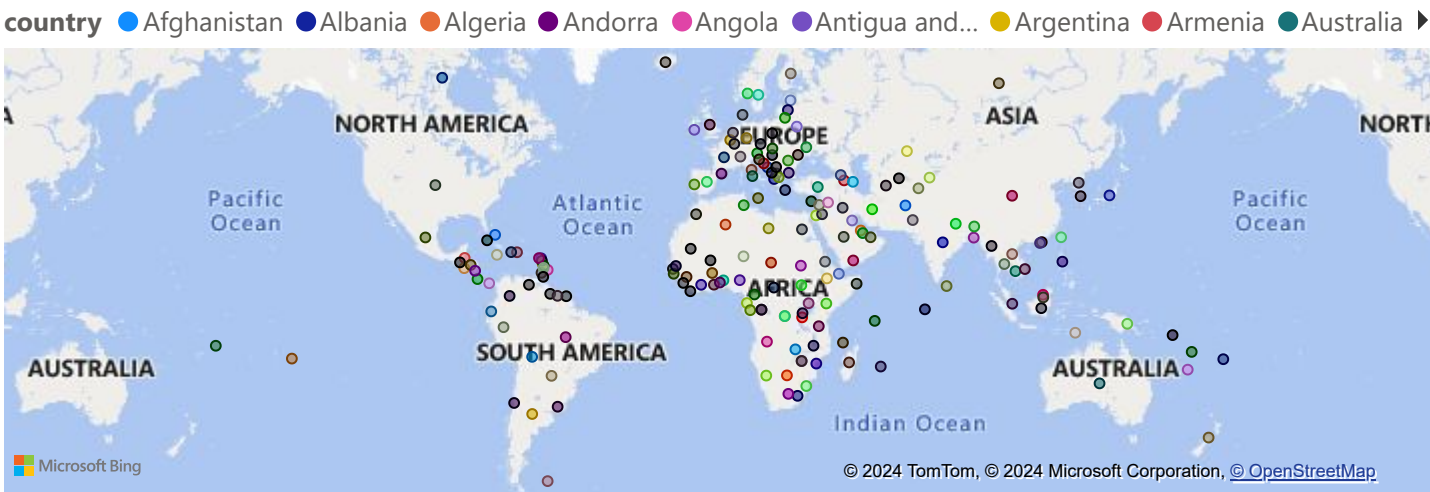 country Afghanistan Albania Algeria Andorra Angola Antigua and... Argentina Armenia Australia
NORTH AMERICA
EUROPE
ASIA
NORTH
A
Pacific
Ocean
Atlantic
Ocean
Pacific
Ocean
AFRICA
SOUTH AMERICA
AUSTRALIA
AUSTRALIA
Indian Ocean
Microsoft Bing
© 2024 TomTom, © 2024 Microsoft Corporation, © OpenStreetMap